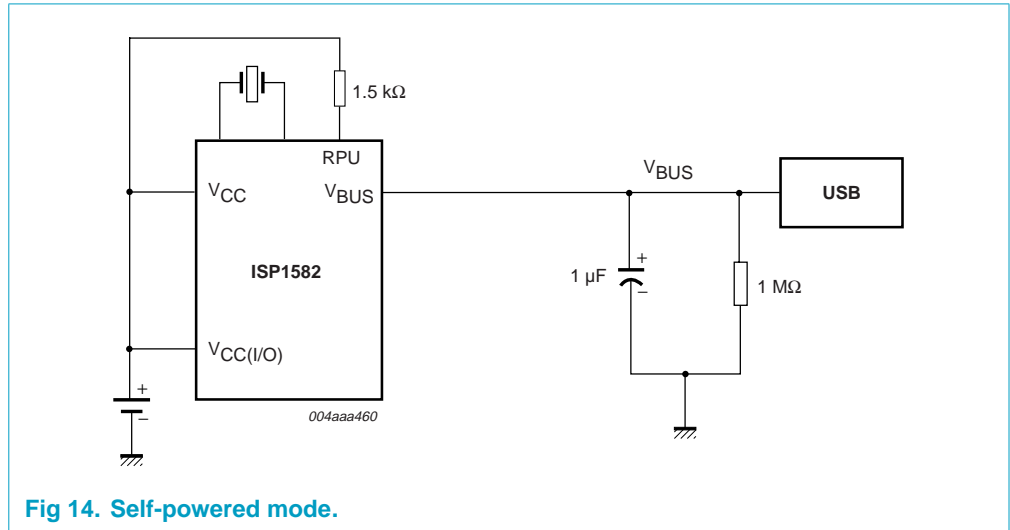 1.5 kΩ
RPU
VCC
VBUS
VBUS
USB
ISP1582
+
1 µF
−
1 MΩ
VCC(I/O)
+
−
004aaa460
Fig 14. Self-powered mode.